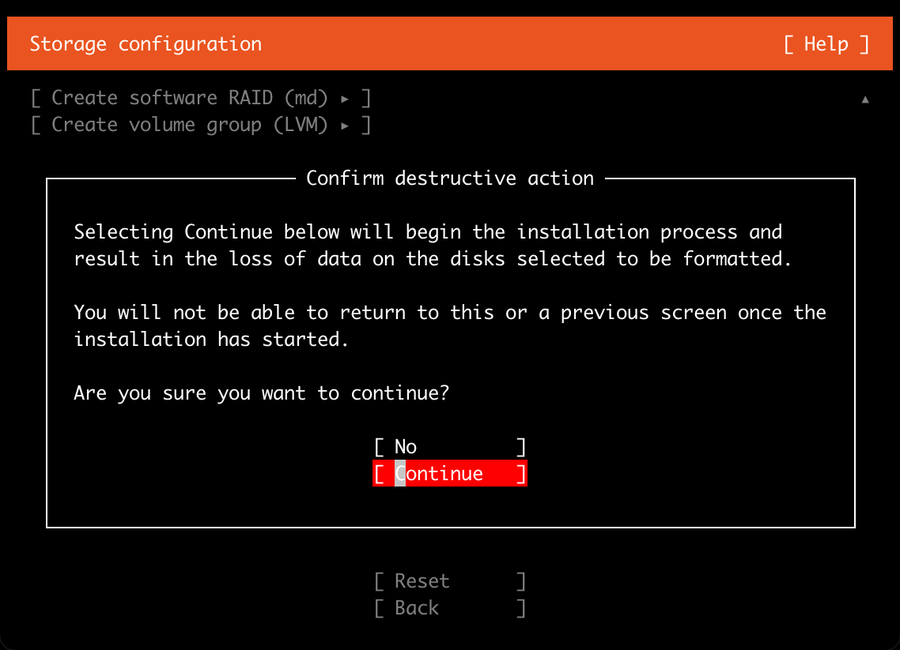 Storage configuration [ Help ]
[ Create software RAID (md) ▸ ] ▴
[ Create volume group (LVM) ▸ ]
Confirm destructive action
Selecting Continue below will begin the installation process and
result in the loss of data on the disks selected to be formatted.
You will not be able to return to this or a previous screen once the
installation has started.
Are you sure you want to continue?
[ No ]
[ Continue ]
[ Reset ]
[ Back ]